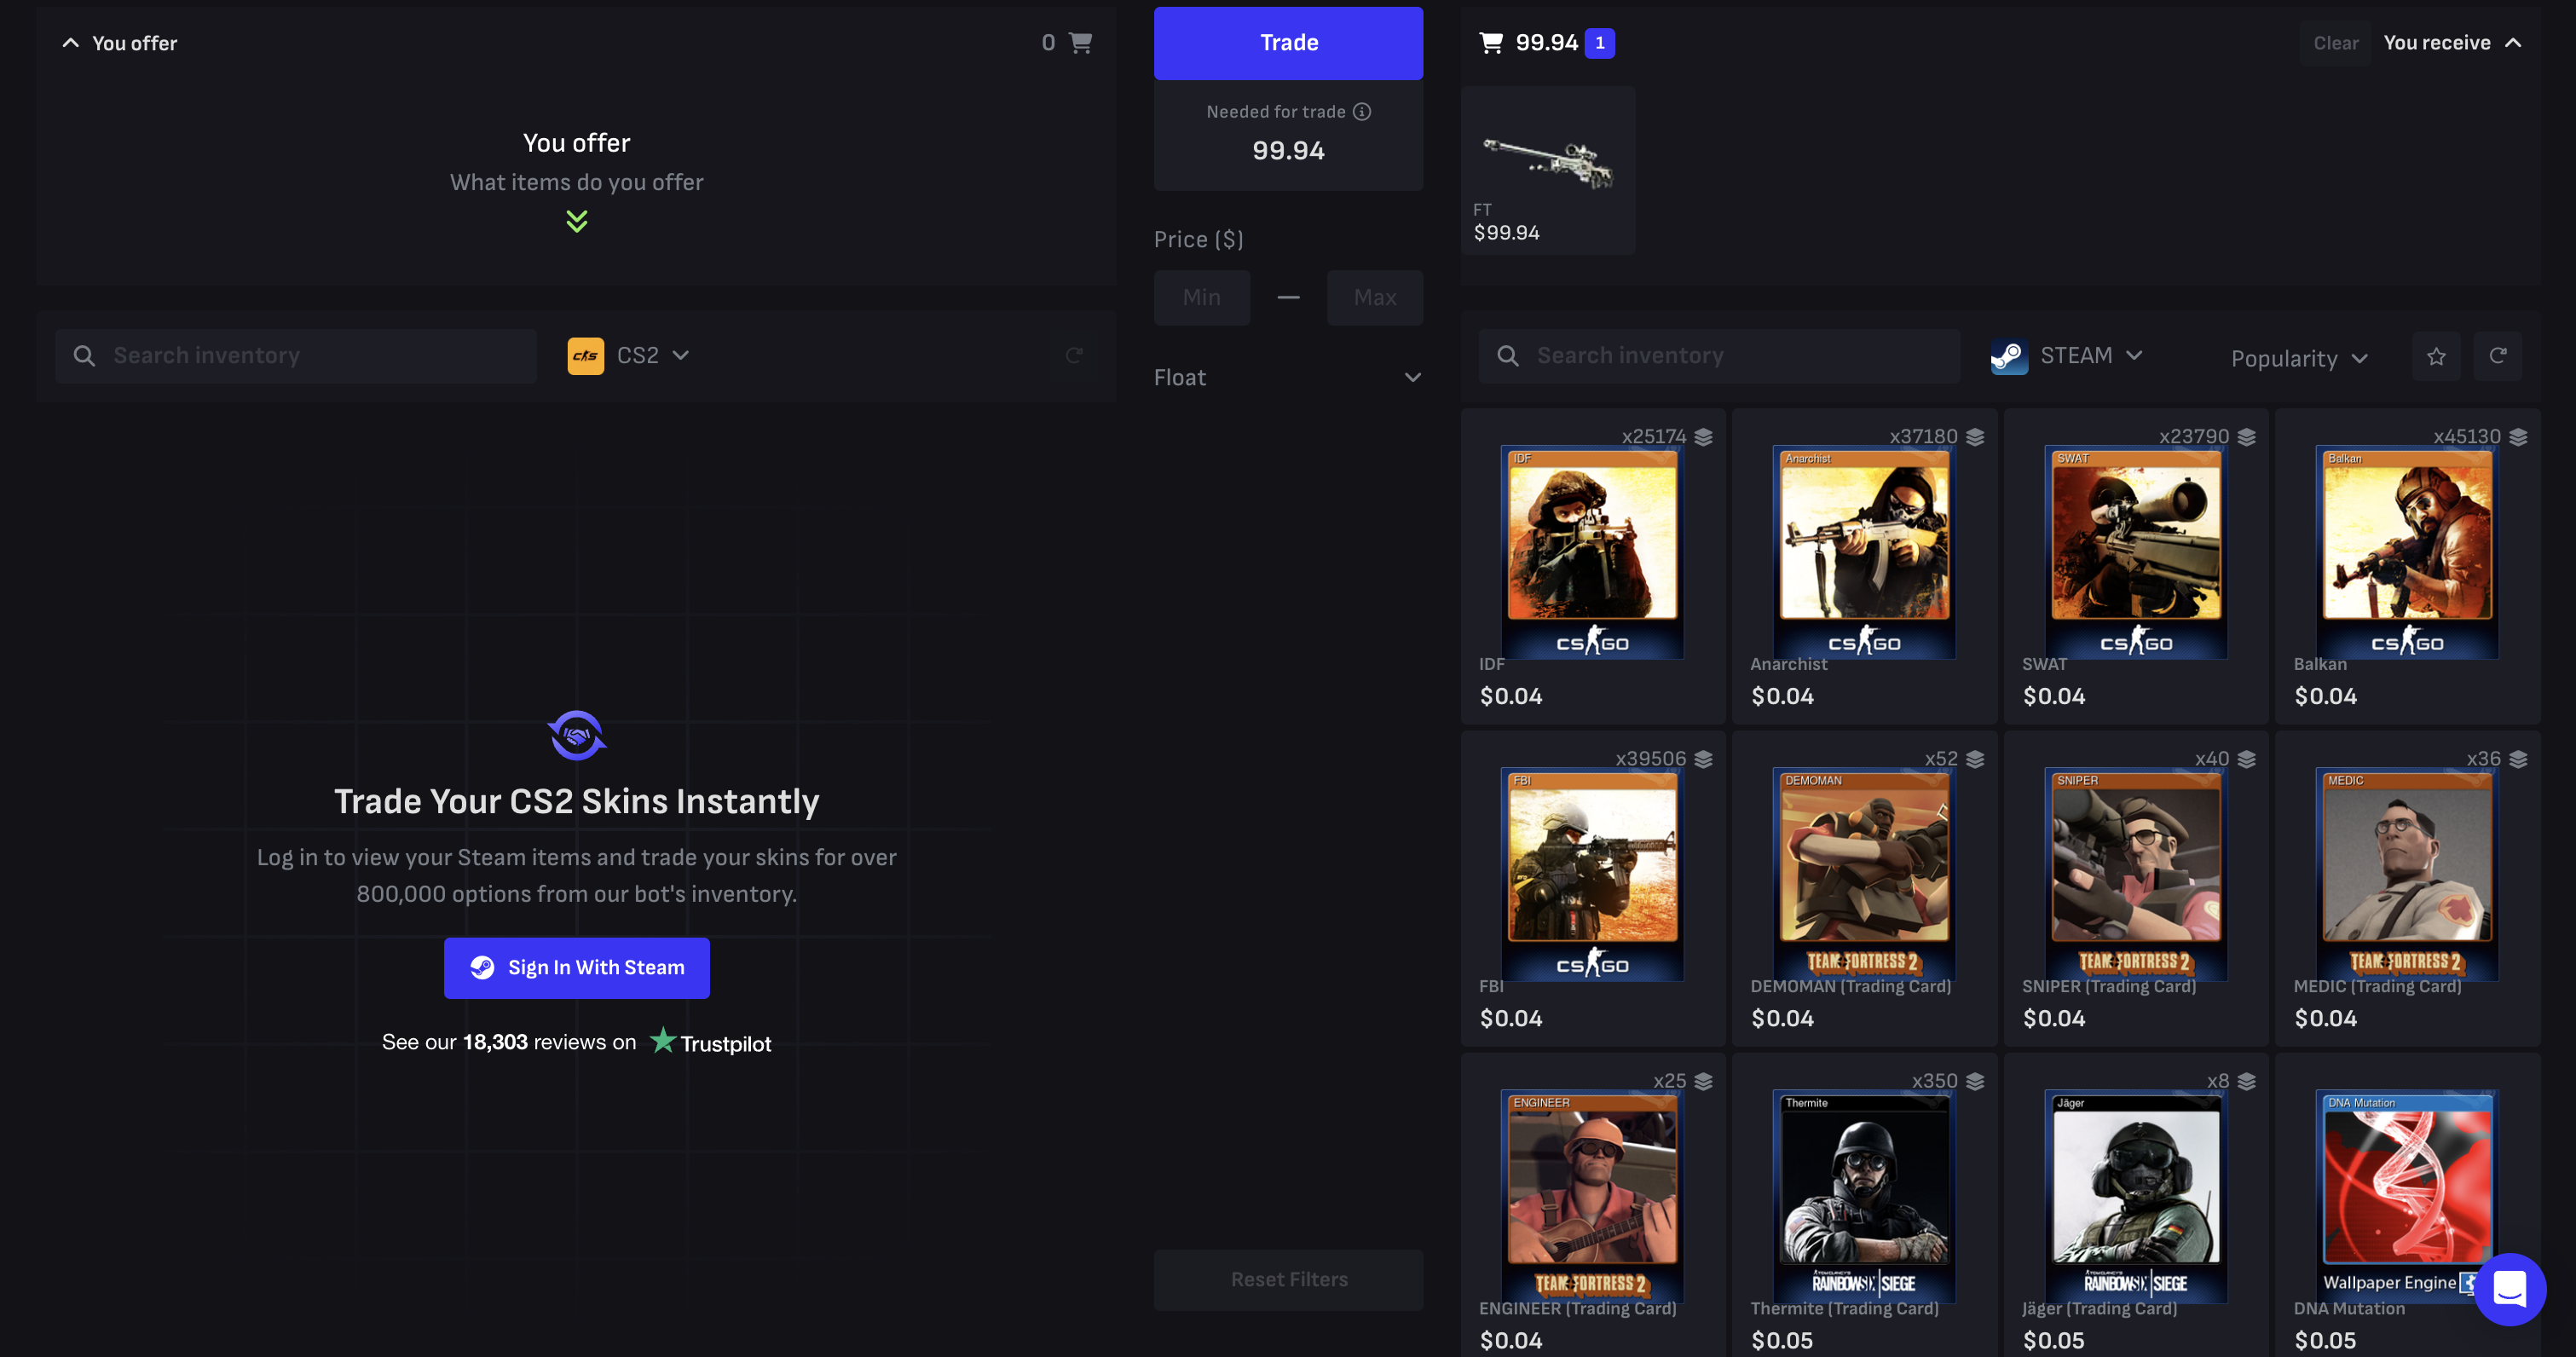 You offer
0
You offer
What items do you offer
Trade
Needed for trade
99.94
Price ($)
Min
—
Max
Float
Reset Filters
99.94 1
Clear You receive
FT
$99.94
Search inventory
CS2
Trade Your CS2 Skins Instantly
Log in to view your Steam items and trade your skins for over
800,000 options from our bot's inventory.
Sign In With Steam
See our 18,303 reviews on Trustpilot
Search inventory
STEAM
Popularity
x25174
IDF
CS GO
IDF
$0.04
x37180
Anarchist
CS GO
Anarchist
$0.04
x23790
SWAT
CS GO
SWAT
$0.04
x45130
Balkan
CS GO
Balkan
$0.04
x39506
FBI
CS GO
FBI
$0.04
x52
DEMOMAN
TEAM FORTRESS 2
DEMOMAN (Trading Card)
$0.04
x40
SNIPER
TEAM FORTRESS 2
SNIPER (Trading Card)
$0.04
x36
MEDIC
TEAM FORTRESS 2
MEDIC (Trading Card)
$0.04
x25
ENGINEER
TEAM FORTRESS 2
ENGINEER (Trading Card)
$0.04
x350
Thermite
RAINBOW SIX SIEGE
Thermite (Trading Card)
$0.05
x8
Jäger
RAINBOW SIX SIEGE
Jäger (Trading Card)
$0.05
DNA Mutation
Wallpaper Engine
DNA Mutation
$0.05